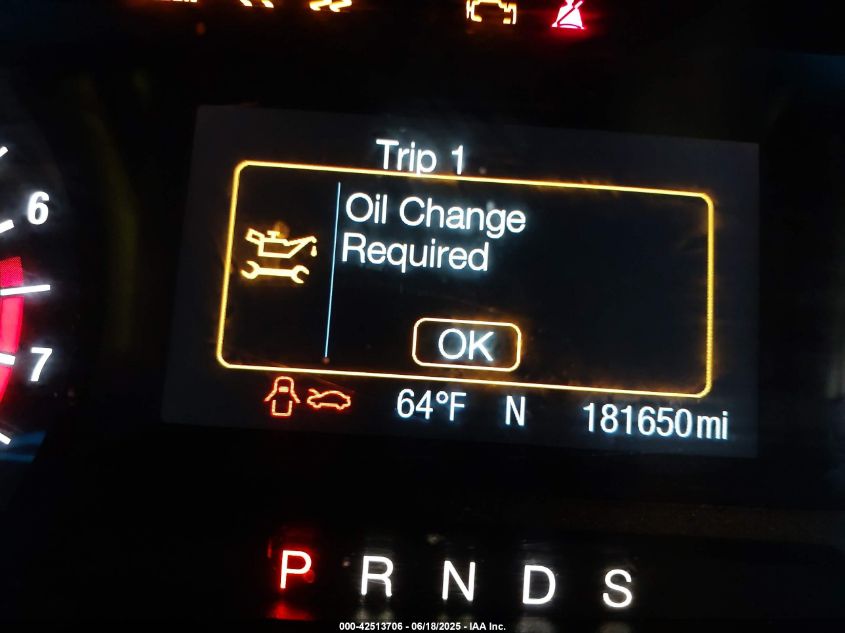 Trip 1
Oil Change
Required
OK
64°F N 181650mi
6
7
P R N D S
000-42513706 - 06/18/2025 - IAA Inc.